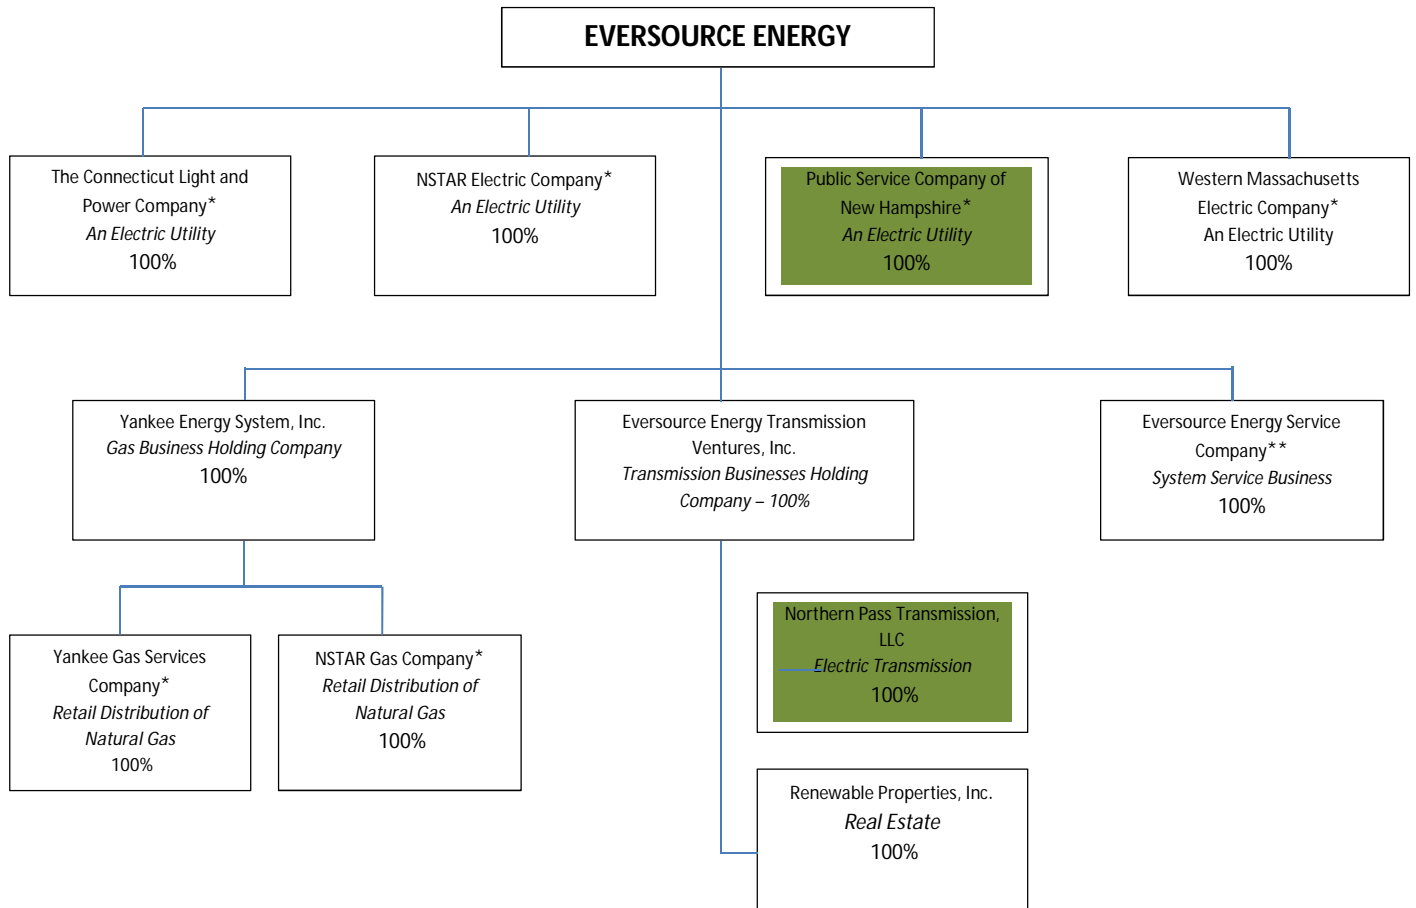 EVERSOURCE ENERGY
The Connecticut Light and
Power Company*
An Electric Utility
100%
NSTAR Electric Company*
An Electric Utility
100%
Public Service Company of
New Hampshire*
An Electric Utility
100%
Western Massachusetts
Electric Company*
An Electric Utility
100%
Yankee Energy System, Inc.
Gas Business Holding Company
100%
Eversource Energy Transmission
Ventures, Inc.
Transmission Businesses Holding
Company – 100%
Eversource Energy Service
Company**
System Service Business
100%
Yankee Gas Services
Company*
Retail Distribution of
Natural Gas
100%
NSTAR Gas Company*
Retail Distribution of
Natural Gas
100%
Northern Pass Transmission,
LLC
Electric Transmission
100%
Renewable Properties, Inc.
Real Estate
100%